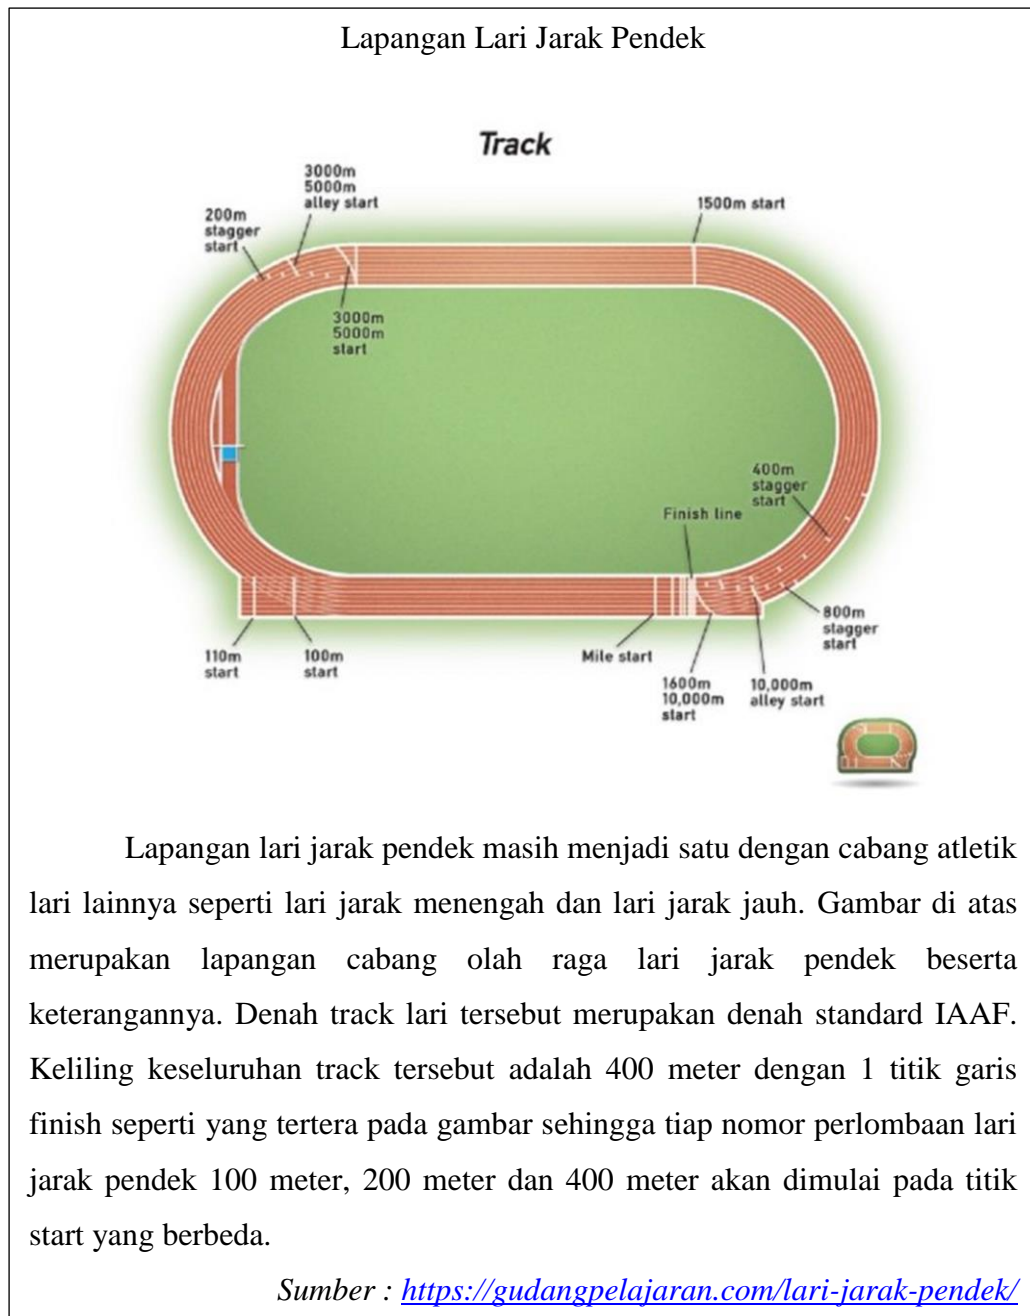 Lapangan Lari Jarak Pendek
Track
3000m
5000m
alley start
200m
stagger
start
1500m start
3000m
5000m
start
400m
stagger
start
Finish line
800m
stagger
start
110m
start
100m
start
Mile start
1600m
10,000m
start
10,000m
alley start
Lapangan lari jarak pendek masih menjadi satu dengan cabang atletik
lari lainnya seperti lari jarak menengah dan lari jarak jauh. Gambar di atas
merupakan lapangan cabang olah raga lari jarak pendek beserta
keterangannya. Denah track lari tersebut merupakan denah standard IAAF.
Keliling keseluruhan track tersebut adalah 400 meter dengan 1 titik garis
finish seperti yang tertera pada gambar sehingga tiap nomor perlombaan lari
jarak pendek 100 meter, 200 meter dan 400 meter akan dimulai pada titik
start yang berbeda.
Sumber : https://gudangpelajaran.com/lari-jarak-pendek/